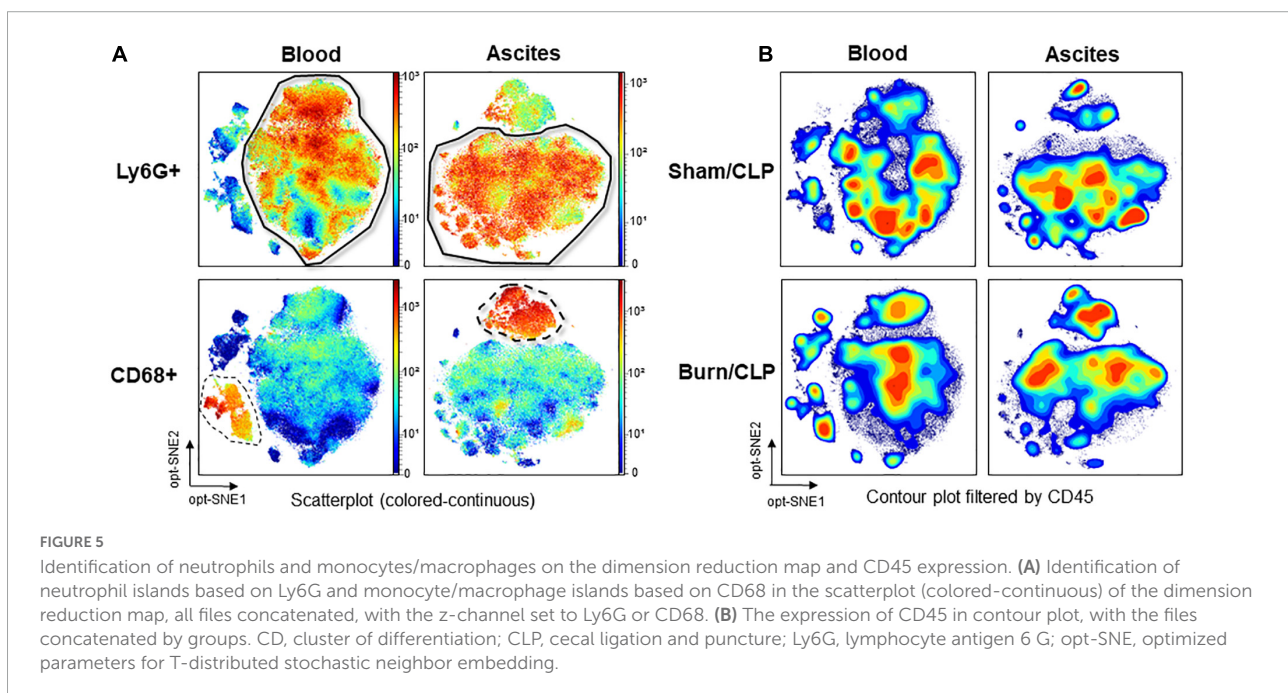 A
Blood
Ascites
B
Blood
Ascites
Ly6G+
10³
10²
10¹
0
10³
10²
10¹
0
Sham/CLP
CD68+
10³
10²
10¹
0
10³
10²
10¹
0
Burn/CLP
opt-SNE2
opt-SNE1
Scatterplot (colored-continuous)
opt-SNE2
opt-SNE1
Contour plot filtered by CD45
FIGURE 5
Identification of neutrophils and monocytes/macrophages on the dimension reduction map and CD45 expression. (A) Identification of
neutrophil islands based on Ly6G and monocyte/macrophage islands based on CD68 in the scatterplot (colored-continuous) of the dimension
reduction map, all files concatenated, with the z-channel set to Ly6G or CD68. (B) The expression of CD45 in contour plot, with the files
concatenated by groups. CD, cluster of differentiation; CLP, cecal ligation and puncture; Ly6G, lymphocyte antigen 6 G; opt-SNE, optimized
parameters for T-distributed stochastic neighbor embedding.